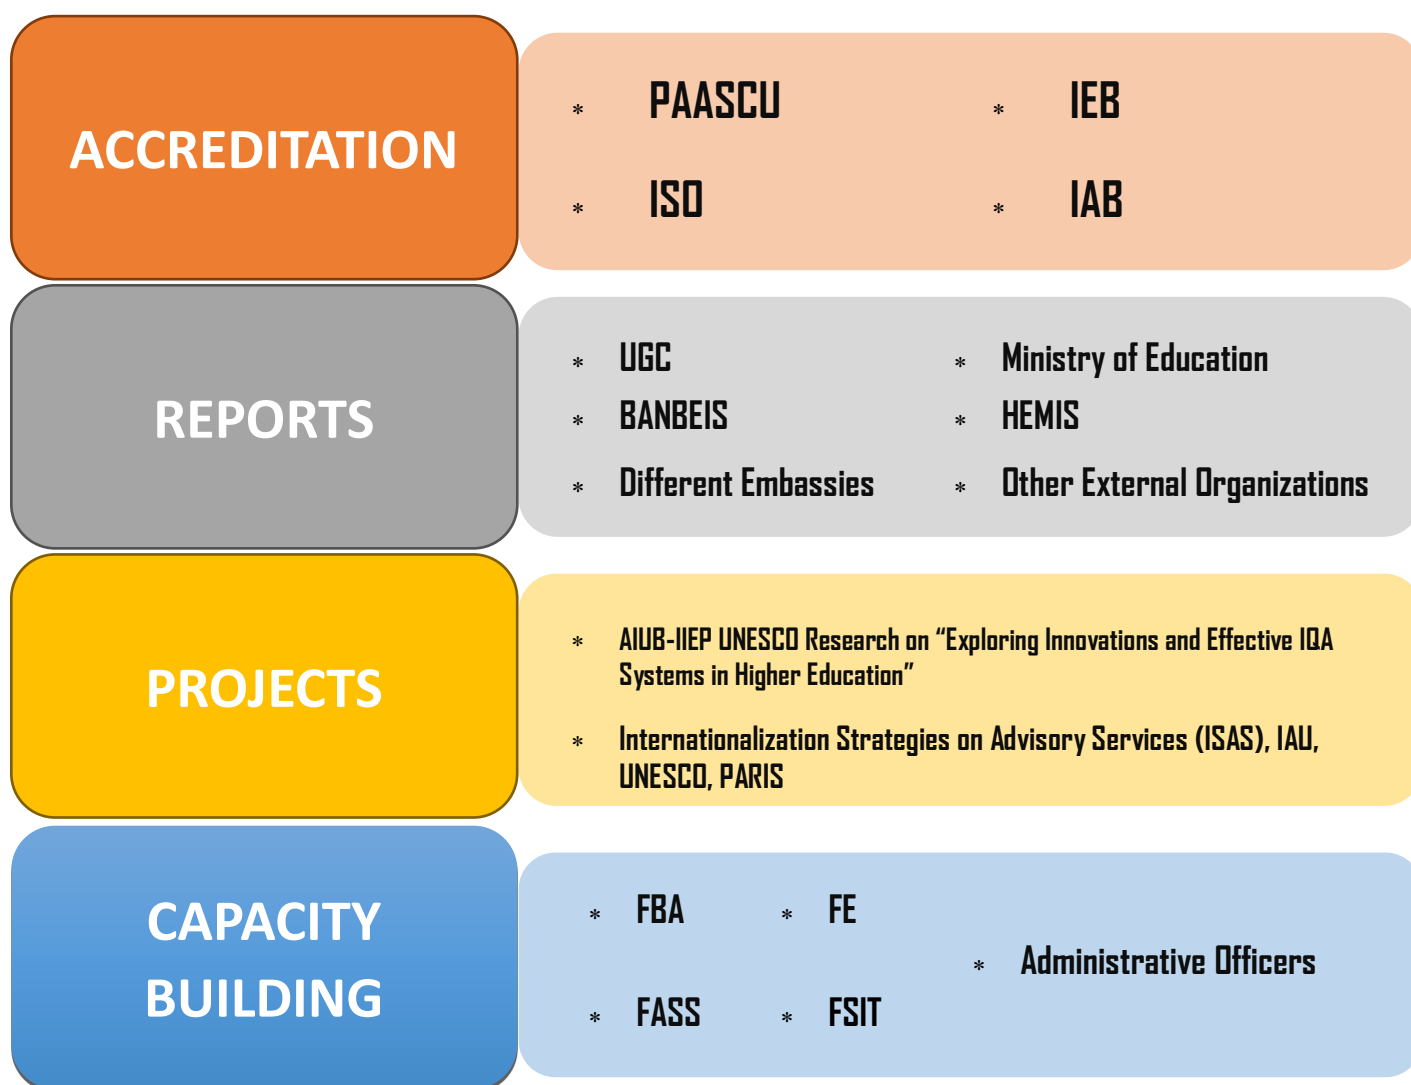 ACCREDITATION
* PAASCU * IEB
* ISO * IAB
REPORTS
* UGC * Ministry of Education
* BANBEIS * HEMIS
* Different Embassies * Other External Organizations
PROJECTS
* AIUB-IIEP UNESCO Research on “Exploring Innovations and Effective IQA
Systems in Higher Education”
* Internationalization Strategies on Advisory Services (ISAS), IAU,
UNESCO, PARIS
CAPACITY
BUILDING
* FBA * FE
* Administrative Officers
* FASS * FSIT